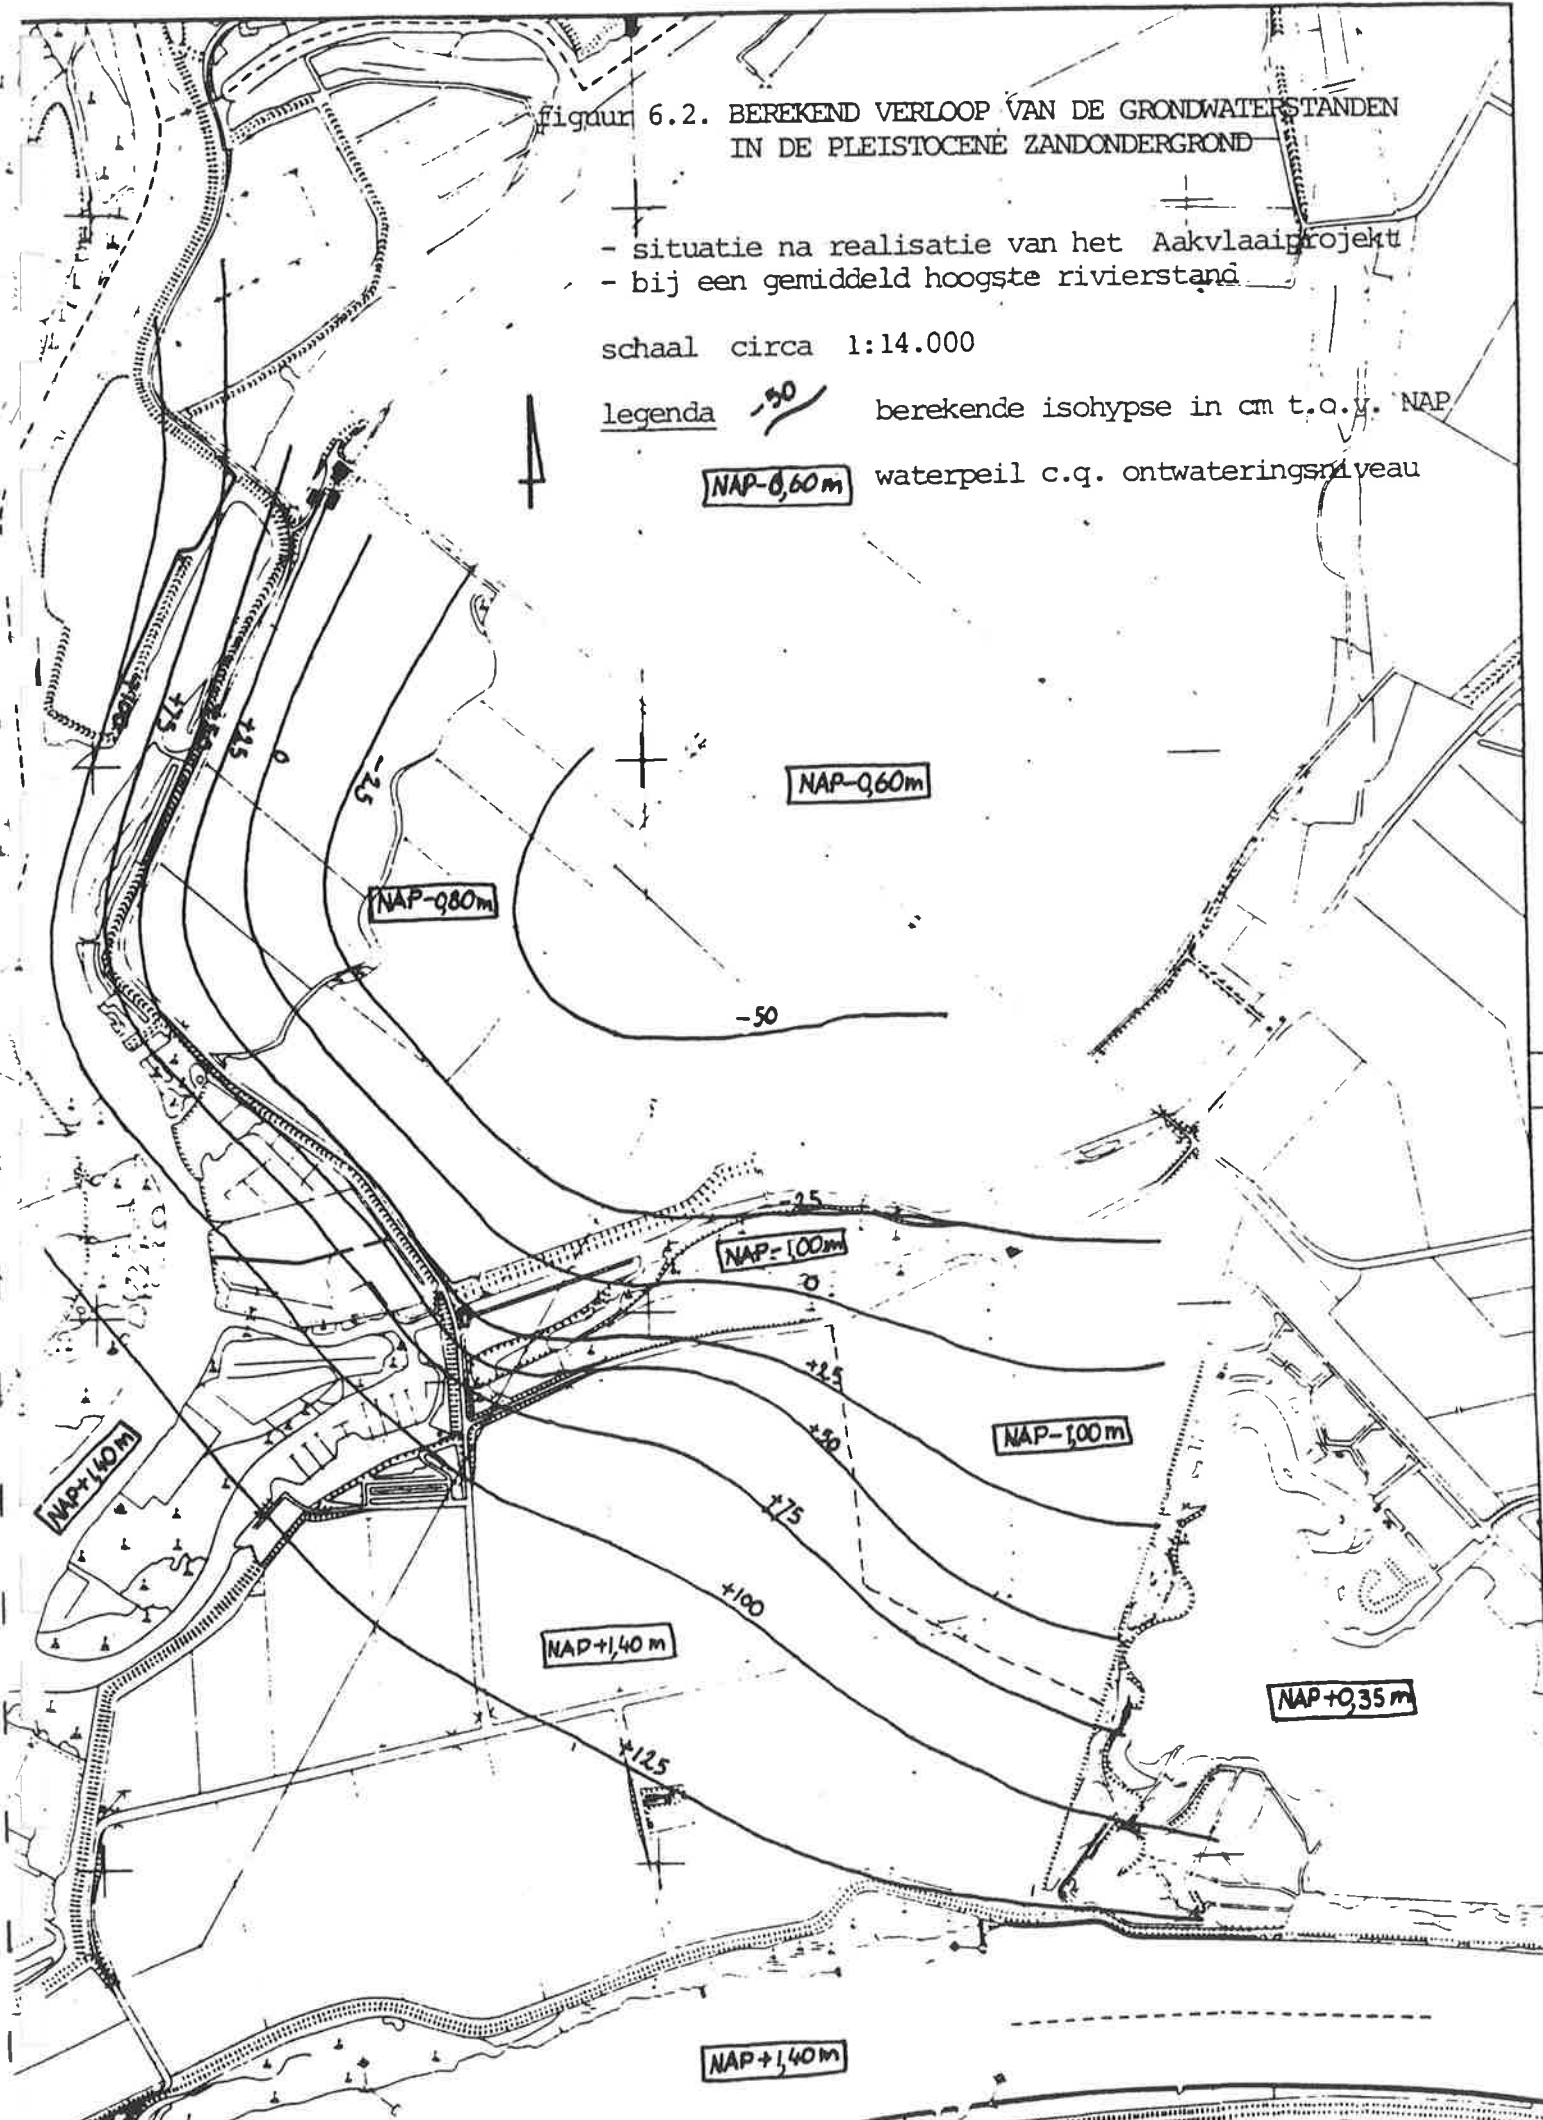 figuur 6.2. BEREKEND VERLOOP VAN DE GRONDWATERSTANDEN
IN DE PLEISTOCENE ZANDONDERGROND
- situatie na realisatie van het Aakvlaaiprojekt
- bij een gemiddeld hoogste rivierstand
schaal circa 1:14.000
legenda -50 berekende isohypse in cm t.o.v. NAP
NAP-0,60m waterpeil c.q. ontwateringsniveau
+100
+75
+50
+25
0
-25
NAP-0,60m
NAP-0,80m
-50
-25
NAP-1,00m
0
+25
+50
NAP-1,00m
NAP+1,40m
+75
+100
NAP+1,40m
NAP+0,35m
+125
NAP+1,40m